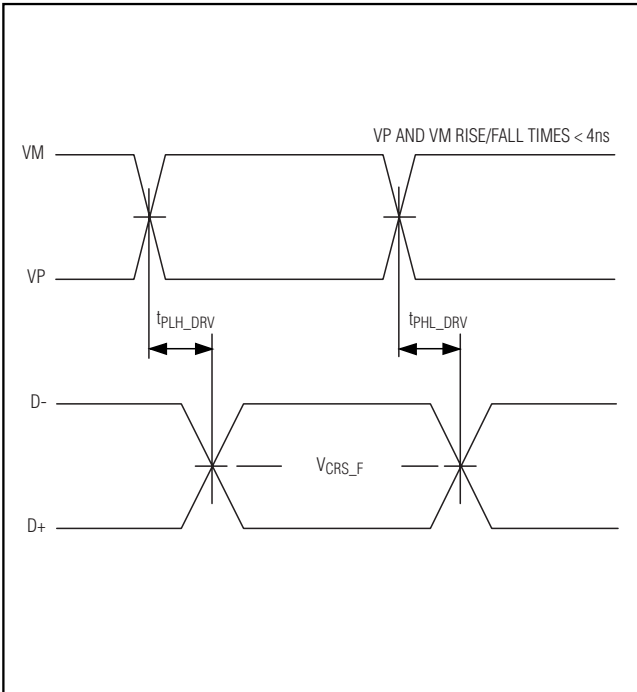 VP AND VM RISE/FALL TIMES < 4ns
VM
VP
tPLH_DRV
tPHL_DRV
D-
VCRS_F
D+